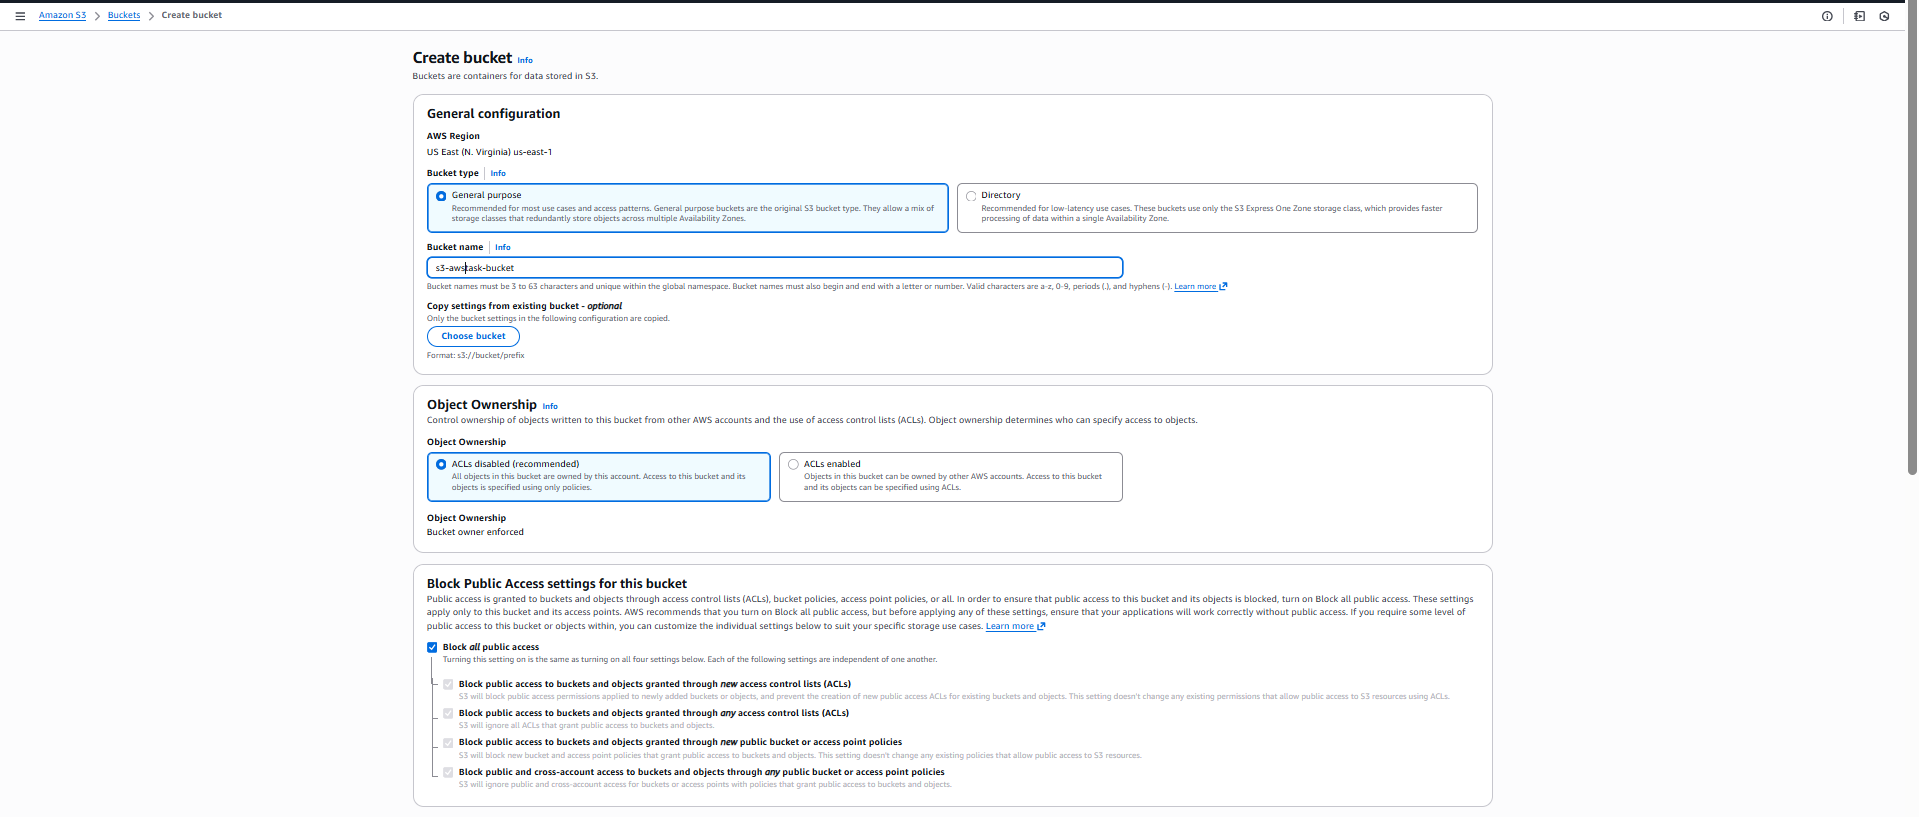 Amazon S3 > Buckets > Create bucket
Create bucket Info
Buckets are containers for data stored in S3.
General configuration
AWS Region
US East (N. Virginia) us-east-1
Bucket type Info
General purpose
Recommended for most use cases and access patterns. General purpose buckets are the original S3 bucket type. They allow a mix of
storage classes that redundantly store objects across multiple Availability Zones.
Directory
Recommended for low-latency use cases. These buckets use only the S3 Express One Zone storage class, which provides faster
processing of data within a single Availability Zone.
Bucket name Info
s3-awstask-bucket
Bucket names must be 3 to 63 characters and unique within the global namespace. Bucket names must also begin and end with a letter or number. Valid characters are a-z, 0-9, periods (.), and hyphens (-). Learn more
Copy settings from existing bucket - optional
Only the bucket settings in the following configuration are copied.
Choose bucket
Format: s3://bucket/prefix
Object Ownership Info
Control ownership of objects written to this bucket from other AWS accounts and the use of access control lists (ACLs). Object ownership determines who can specify access to objects.
Object Ownership
ACLs disabled (recommended)
All objects in this bucket are owned by this account. Access to this bucket and its
objects is specified using only policies.
ACLs enabled
Objects in this bucket can be owned by other AWS accounts. Access to this bucket
and its objects can be specified using ACLs.
Object Ownership
Bucket owner enforced
Block Public Access settings for this bucket
Public access is granted to buckets and objects through access control lists (ACLs), bucket policies, access point policies, or all. In order to ensure that public access to this bucket and its objects is blocked, turn on Block all public access. These settings
apply only to this bucket and its access points. AWS recommends that you turn on Block all public access, but before applying any of these settings, ensure that your applications will work correctly without public access. If you require some level of
public access to this bucket or objects within, you can customize the individual settings below to suit your specific storage use cases. Learn more
Block all public access
Turning this setting on is the same as turning on all four settings below. Each of the following settings are independent of one another.
Block public access to buckets and objects granted through new access control lists (ACLs)
S3 will block public access permissions applied to newly added buckets or objects, and prevent the creation of new public access ACLs for existing buckets and objects. This setting doesn't change any existing permissions that allow public access to S3 resources using ACLs.
Block public access to buckets and objects granted through any access control lists (ACLs)
S3 will ignore all ACLs that grant public access to buckets and objects.
Block public access to buckets and objects granted through new public bucket or access point policies
S3 will block new bucket and access point policies that grant public access to buckets and objects. This setting doesn't change any existing policies that allow public access to S3 resources.
Block public and cross-account access to buckets and objects through any public bucket or access point policies
S3 will ignore public and cross-account access for buckets or access points with policies that grant public access to buckets and objects.